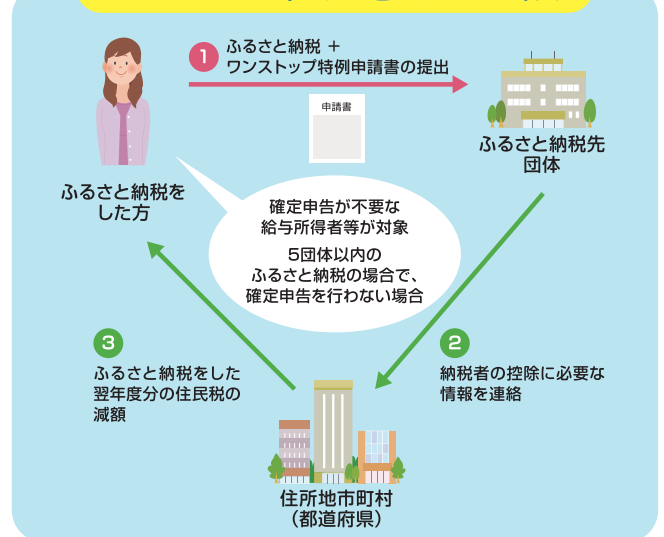 1
ふるさと納税 ＋
ワンストップ特例申請書の提出
申請書
ふるさと納税を
した方
ふるさと納税先
団体
確定申告が不要な
給与所得者等が対象
5団体以内の
ふるさと納税の場合で、
確定申告を行わない場合
3
ふるさと納税をした
翌年度分の住民税の
減額
2
納税者の控除に必要な
情報を連絡
住所地市町村
（都道府県）